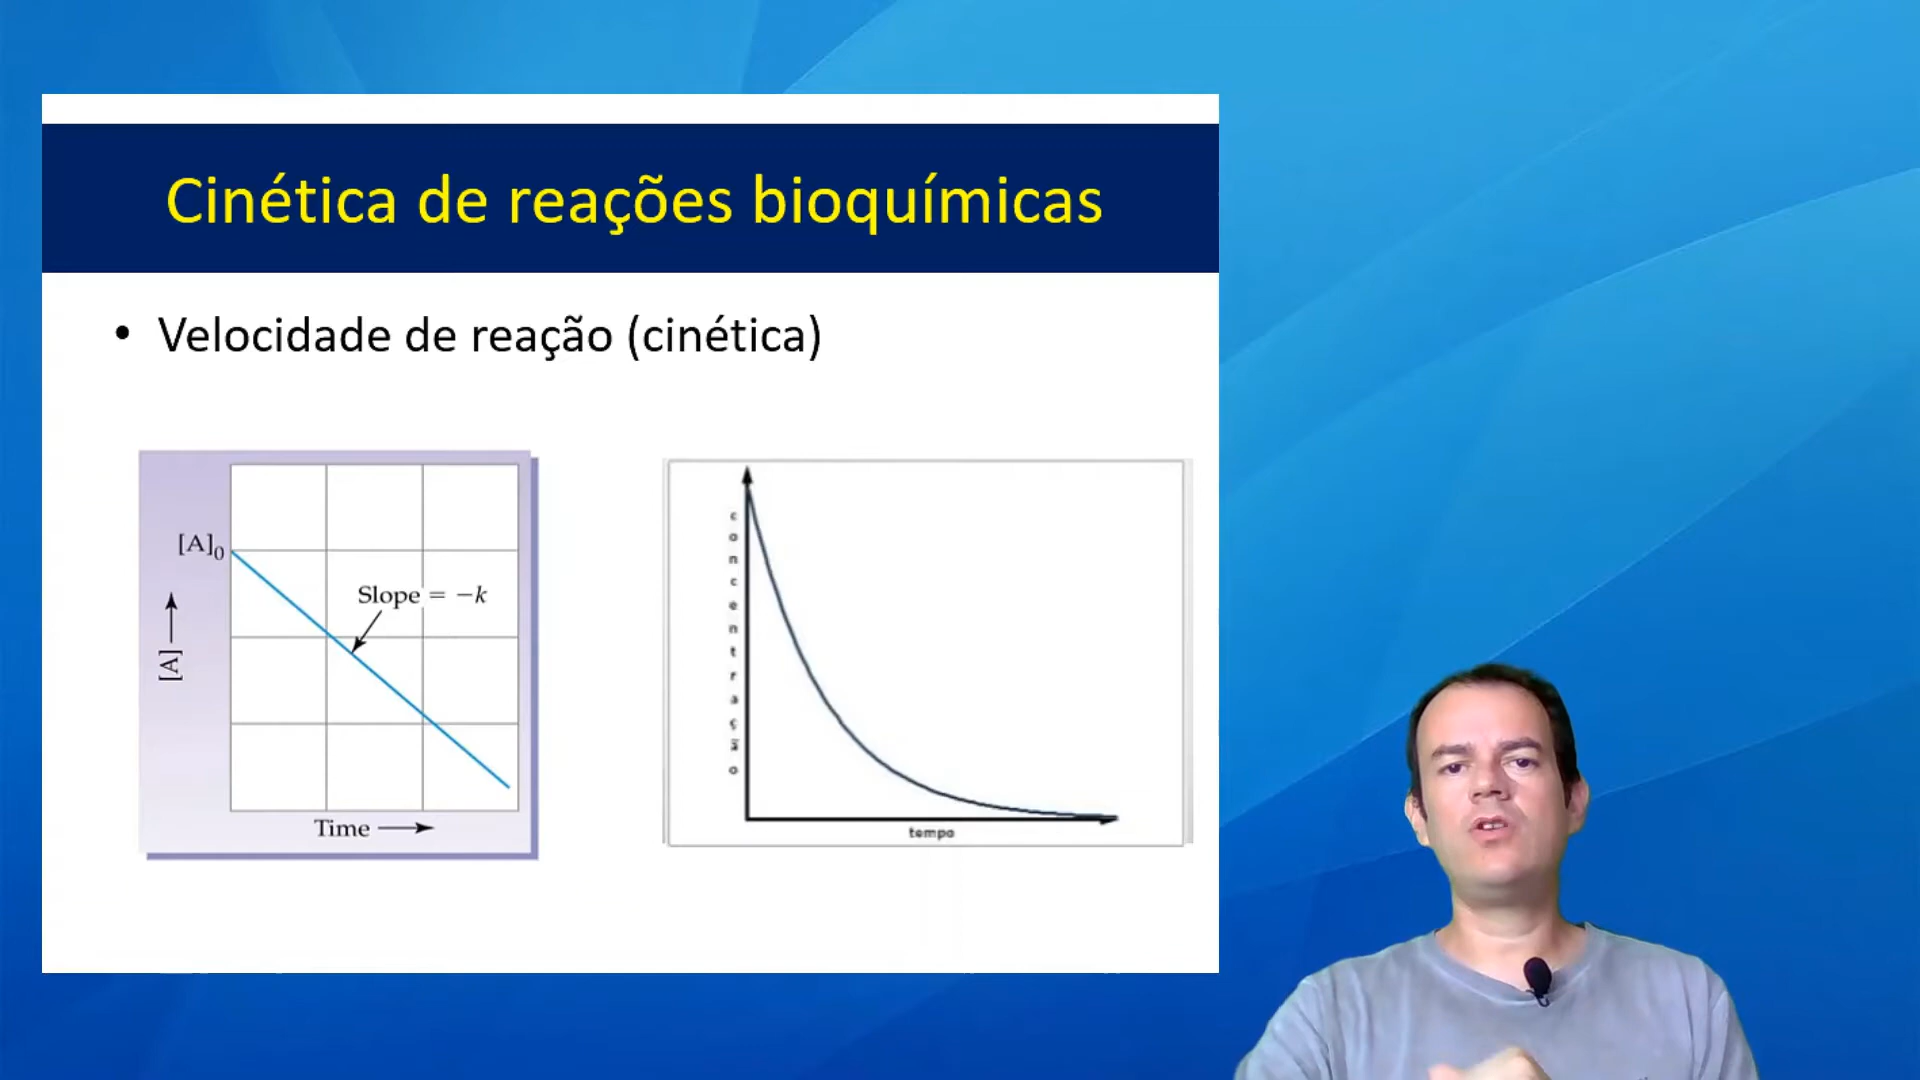 Cinética de reações bioquímicas
• Velocidade de reação (cinética)
[A]0
Slope = −k
[A]
Time
concentração
tempo